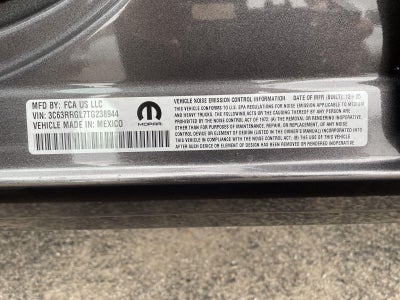 MFD BY: FCA US LLC
VIN: 3C63RRGL7TG238944
VEHICLE MADE IN: MEXICO
MOPAR
VEHICLE NOISE EMISSION CONTROL INFORMATION DATE OF MFR (BUILT):
THIS VEHICLE CONFORMS TO U.S. EPA REGULATIONS FOR NOISE EMISSION APPLICABLE TO MEDIUM
AND HEAVY TRUCKS. THE FOLLOWING ACTS OR THE CAUSING THEREOF BY ANY PERSON ARE
PROHIBITED BY THE NOISE CONTROL ACT OF 1972: (A) THE REMOVAL OR RENDERING INOPERATIVE,
OTHER THAN FOR PURPOSES OF MAINTENANCE, REPAIR, OR REPLACEMENT, OF ANY NOISE CONTROL
DEVICE OR ELEMENT OF DESIGN (LISTED IN THE OWNER'S MANUAL) INCORPORATED INTO THIS
VEHICLE IN COMPLIANCE WITH THE NOISE CONTROL ACT; (B) THE USE OF THIS VEHICLE
AFTER SUCH DEVICE OR ELEMENT OF DESIGN HAS BEEN REMOVED OR RENDERED INOPERATIVE.